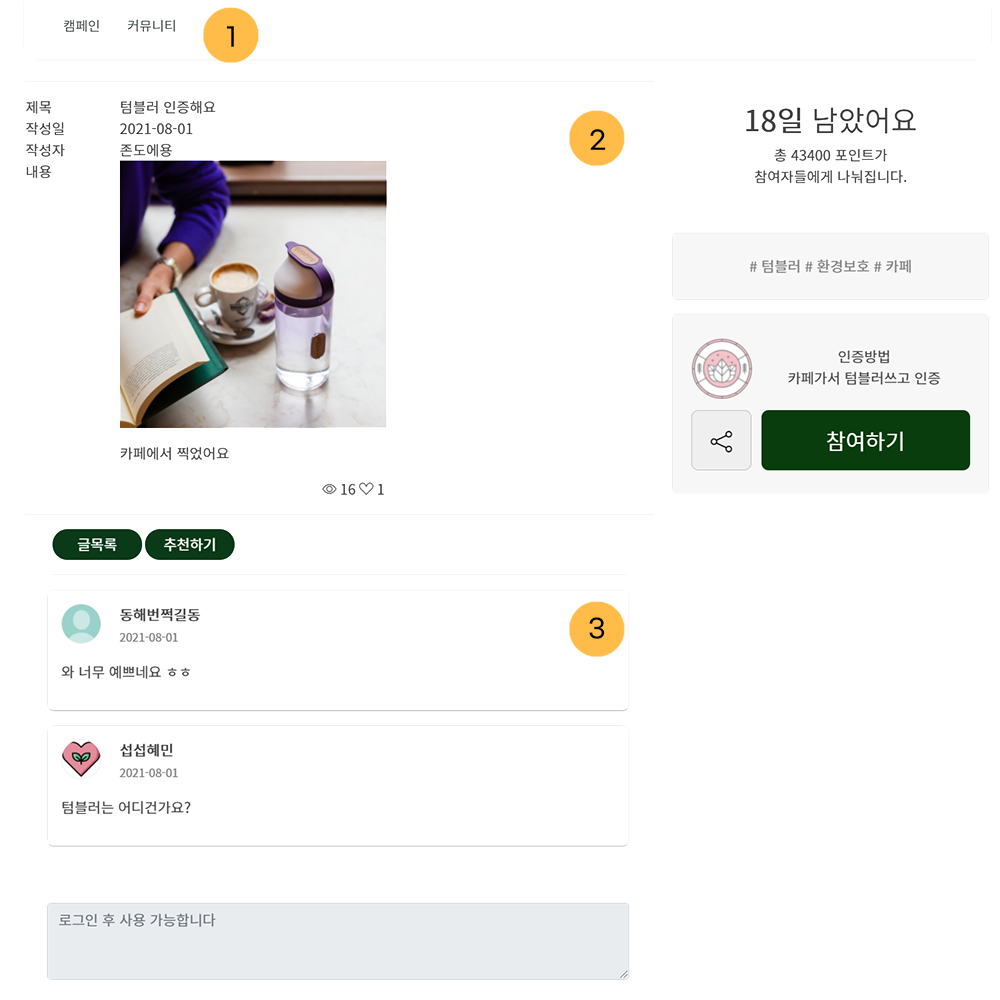 캠페인 커뮤니티
1
제목 텀블러 인증해요
작성일 2021-08-01
작성자 존도에용
내용
2
카페에서 찍었어요
16 1
글목록 추천하기
동해번쩍길동
2021-08-01
와 너무 예쁘네요 ㅎㅎ
3
섭섭혜민
2021-08-01
텀블러는 어디건가요?
로그인 후 사용 가능합니다
18일 남았어요
총 43400 포인트가
참여자들에게 나눠집니다.
# 텀블러 # 환경보호 # 카페
인증방법
카페가서 텀블러쓰고 인증
참여하기